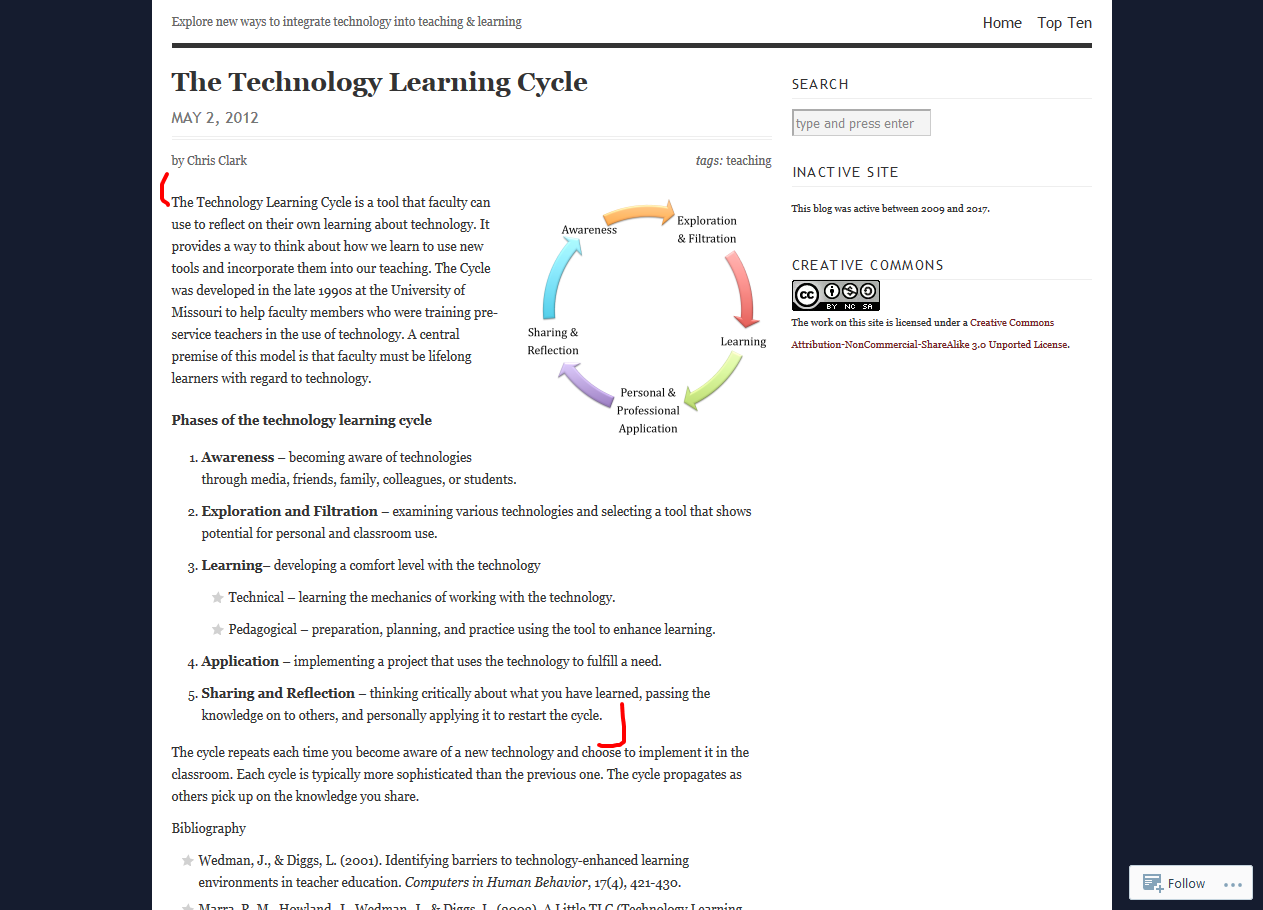 Explore new ways to integrate technology into teaching & learning
Home Top Ten
The Technology Learning Cycle
MAY 2, 2012
by Chris Clark
tags: teaching
The Technology Learning Cycle is a tool that faculty can
use to reflect on their own learning about technology. It
provides a way to think about how we learn to use new
tools and incorporate them into our teaching. The Cycle
was developed in the late 1990s at the University of
Missouri to help faculty members who were training pre-
service teachers in the use of technology. A central
premise of this model is that faculty must be lifelong
learners with regard to technology.
Awareness
Exploration
& Filtration
Learning
Personal &
Professional
Application
Sharing &
Reflection
Phases of the technology learning cycle
1. Awareness – becoming aware of technologies
through media, friends, family, colleagues, or students.
2. Exploration and Filtration – examining various technologies and selecting a tool that shows
potential for personal and classroom use.
3. Learning– developing a comfort level with the technology
Technical – learning the mechanics of working with the technology.
Pedagogical – preparation, planning, and practice using the tool to enhance learning.
4. Application – implementing a project that uses the technology to fulfill a need.
5. Sharing and Reflection – thinking critically about what you have learned, passing the
knowledge on to others, and personally applying it to restart the cycle.
The cycle repeats each time you become aware of a new technology and choose to implement it in the
classroom. Each cycle is typically more sophisticated than the previous one. The cycle propagates as
others pick up on the knowledge you share.
Bibliography
Wedman, J., & Diggs, L. (2001). Identifying barriers to technology-enhanced learning
environments in teacher education. Computers in Human Behavior, 17(4), 421-430.
Marra, R. M., Howland, J., Wedman, J., & Diggs, L. (2003). A Little TLC (Technology Learning
SEARCH
type and press enter
INACTIVE SITE
This blog was active between 2009 and 2017.
CREATIVE COMMONS
cc
BY NC SA
The work on this site is licensed under a Creative Commons
Attribution-NonCommercial-ShareAlike 3.0 Unported License.
Follow